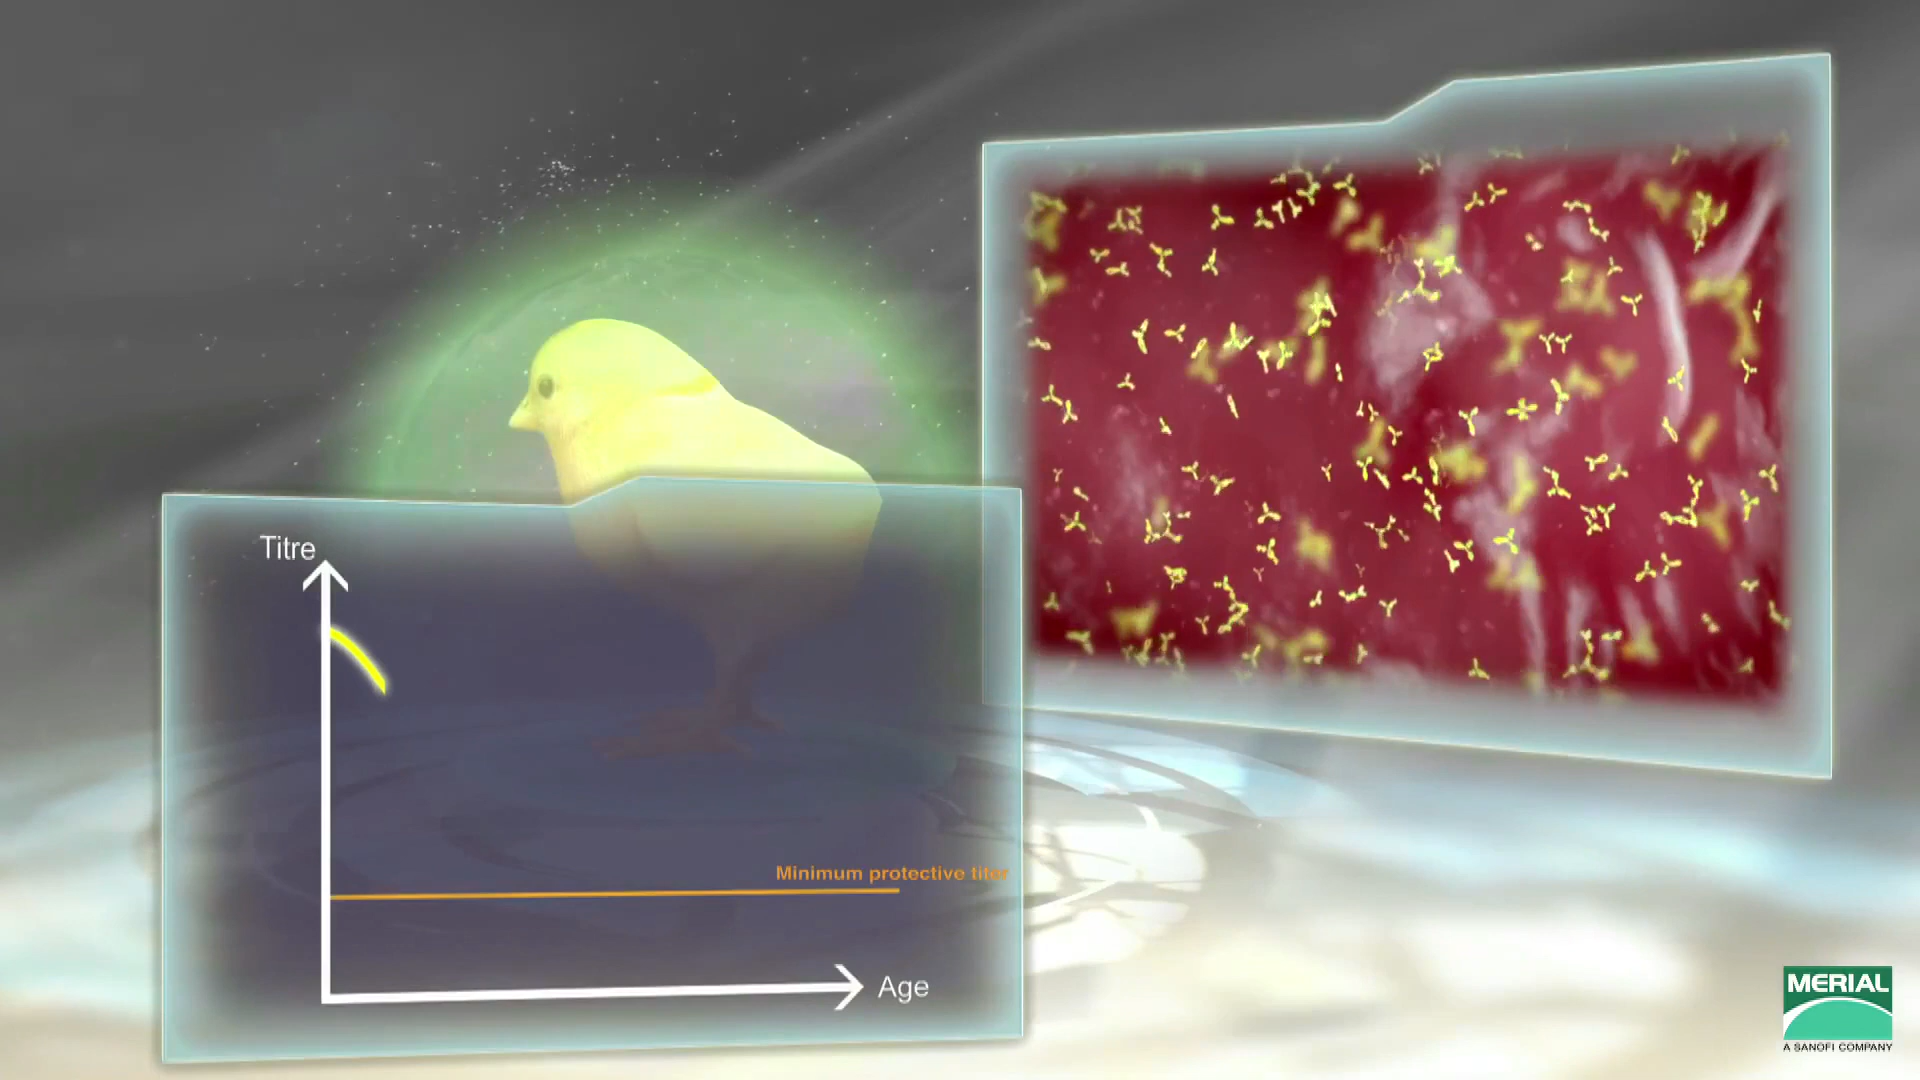 Titre
Minimum protective titer
Age
MERIAL
A SANOFI COMPANY